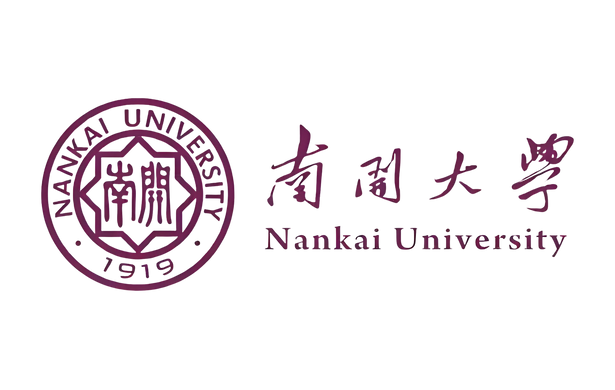 NANKAI UNIVERSITY
南開
· 1919 ·
南開大學
Nankai University